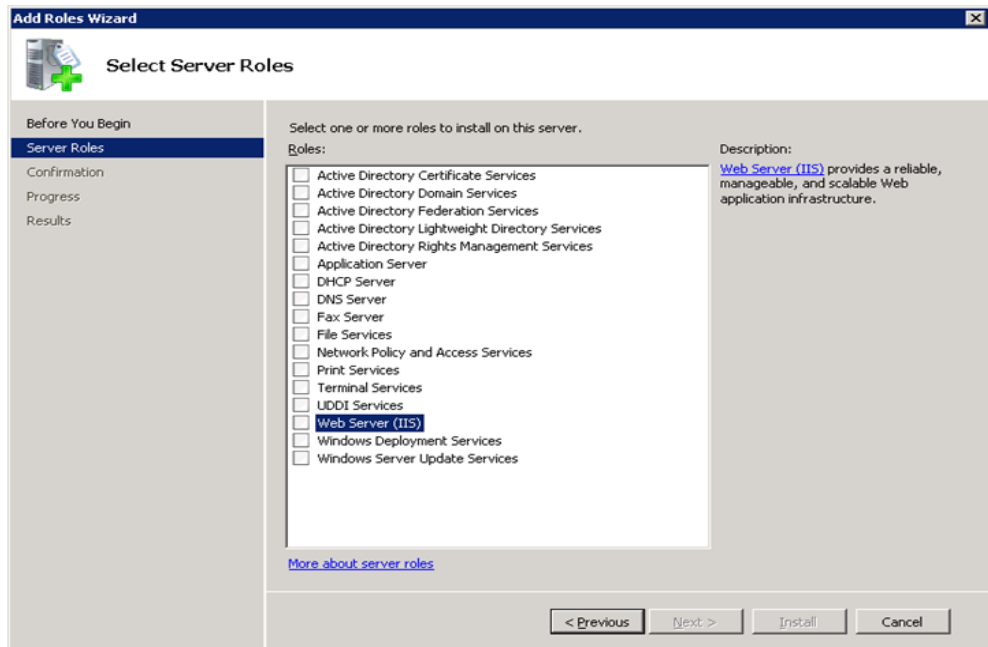 Add Roles Wizard
Select Server Roles
Before You Begin
Server Roles
Confirmation
Progress
Results
Select one or more roles to install on this server.
Roles:
Active Directory Certificate Services
Active Directory Domain Services
Active Directory Federation Services
Active Directory Lightweight Directory Services
Active Directory Rights Management Services
Application Server
DHCP Server
DNS Server
Fax Server
File Services
Network Policy and Access Services
Print Services
Terminal Services
UDDI Services
Web Server (IIS)
Windows Deployment Services
Windows Server Update Services
More about server roles
Description:
Web Server (IIS) provides a reliable,
manageable, and scalable Web
application infrastructure.
< Previous
Next >
Install
Cancel